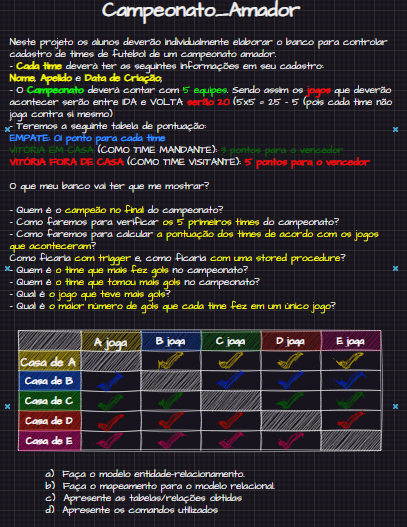 Campeonato_Amador
Neste projeto os alunos deverão individualmente elaborar o banco para controlar
cadastro de times de futebol de um campeonato amador.
- Cada time deverá ter as seguintes informações em seu cadastro:
Nome, Apelido e Data de Criação;
- O Campeonato deverá contar com 5 equipes. Sendo assim os jogos que deverão
acontecer serão entre IDA e VOLTA serão 20 (5x5 = 25 - 5 (pois cada time não
joga contra si mesmo)
- Teremos a seguinte tabela de pontuação:
EMPATE: 01 ponto para cada time
VITÓRIA EM CASA (COMO TIME MANDANTE): 3 pontos para o vencedor
VITÓRIA FORA DE CASA (COMO TIME VISITANTE): 5 pontos para o vencedor
O que meu banco vai ter que me mostrar?
- Quem é o campeão no final do campeonato?
- Como faremos para verificar os 5 primeiros times do campeonato?
- Como faremos para calcular a pontuação dos times de acordo com os jogos
que aconteceram?
Como ficaria com trigger e, como ficaria com uma stored procedure?
- Quem é o time que mais fez gols no campeonato?
- Quem é o time que tomou mais gols no campeonato?
- Qual é o jogo que teve mais gols?
- Qual é o maior número de gols que cada time fez em um único jogo?
A joga B joga C joga D joga E joga
Casa de A
Casa de B
Casa de C
Casa de D
Casa de E
a) Faça o modelo entidade-relacionamento.
b) Faça o mapeamento para o modelo relacional.
c) Apresente as tabelas/relações obtidas
d) Apresente os comandos utilizados